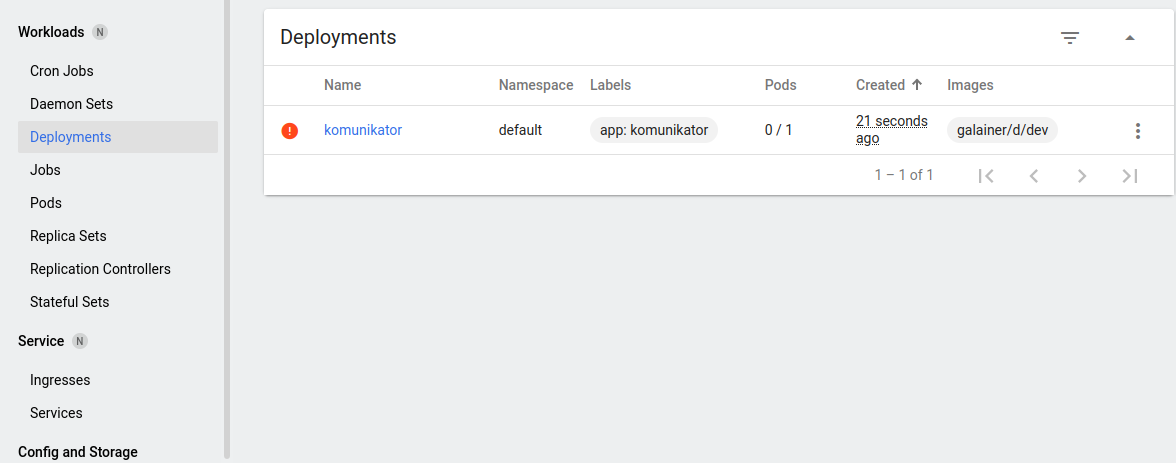 Workloads N
Cron Jobs
Daemon Sets
Deployments
Jobs
Pods
Replica Sets
Replication Controllers
Stateful Sets
Service N
Ingresses
Services
Config and Storage
Deployments
Name Namespace Labels Pods Created Images
komunikator default app: komunikator 0 / 1 21 seconds ago galainer/d/dev
1 – 1 of 1